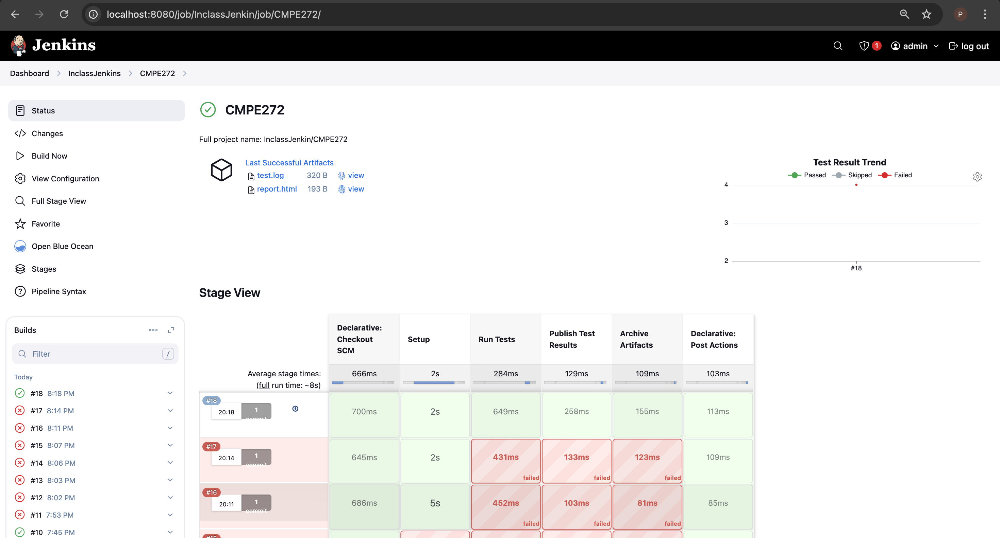 localhost:8080/job/InclassJenkin/job/CMPE272/
P
Jenkins
1
admin
log out
Dashboard
InclassJenkins
CMPE272
Status
Changes
Build Now
View Configuration
Full Stage View
Favorite
Open Blue Ocean
Stages
Pipeline Syntax
Builds
Filter
/
Today
#18 8:18 PM
#17 8:14 PM
#16 8:11 PM
#15 8:07 PM
#14 8:06 PM
#13 8:03 PM
#12 8:02 PM
#11 7:53 PM
#10 7:45 PM
CMPE272
Full project name: InclassJenkin/CMPE272
Last Successful Artifacts
test.log 320 B view
report.html 193 B view
Test Result Trend
Passed Skipped Failed
4
3
2
#18
Stage View
Declarative: Checkout SCM
Setup
Run Tests
Publish Test Results
Archive Artifacts
Declarative: Post Actions
Average stage times:
(full run time: ~8s)
666ms 2s 284ms 129ms 109ms 103ms
#18
20:18 1 commit
700ms 2s 649ms 258ms 155ms 113ms
#17
20:14 1 commit
645ms 2s 431ms 133ms 123ms 109ms
failed failed failed
#16
20:11 1 commit
686ms 5s 452ms 103ms 81ms 85ms
failed failed failed
#15